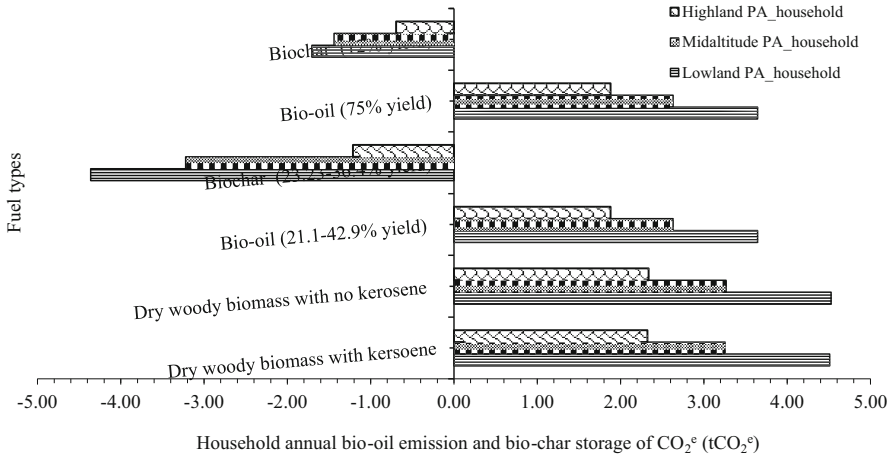 Highland PA_household
Midaltitude PA_household
Lowland PA_household
Fuel types
Biochar
Bio-oil (75% yield)
Biochar
Bio-oil (21.1-42.9% yield)
Dry woody biomass with no kerosene
Dry woody biomass with kersoene
-5.00 -4.00 -3.00 -2.00 -1.00 0.00 1.00 2.00 3.00 4.00 5.00
Household annual bio-oil emission and bio-char storage of CO₂ᵉ (tCO₂ᵉ)